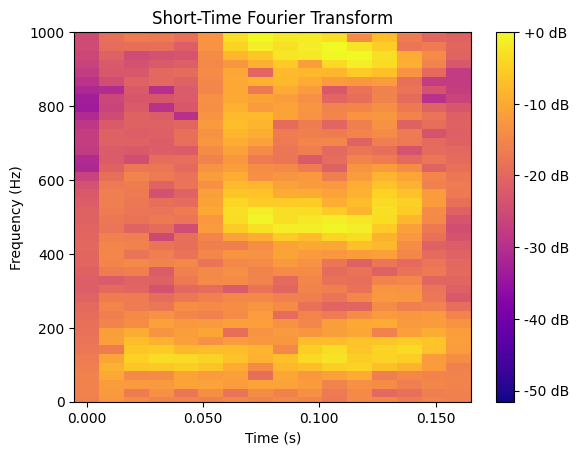 Short-Time Fourier Transform
Frequency (Hz)
1000
800
600
400
200
0
0.000
0.050
0.100
0.150
Time (s)
+0 dB
-10 dB
-20 dB
-30 dB
-40 dB
-50 dB